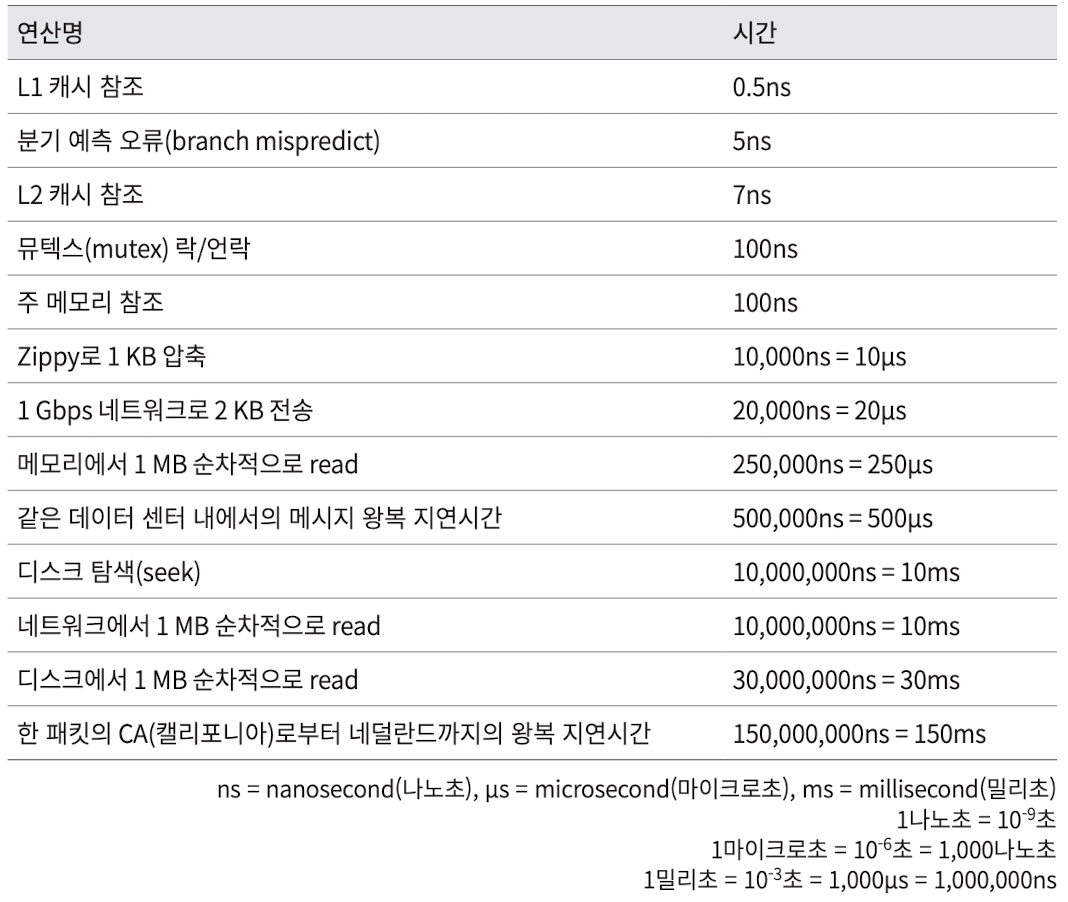 연산명 시간
L1 캐시 참조 0.5ns
분기 예측 오류(branch mispredict) 5ns
L2 캐시 참조 7ns
뮤텍스(mutex) 락/언락 100ns
주 메모리 참조 100ns
Zippy로 1 KB 압축 10,000ns = 10μs
1 Gbps 네트워크로 2 KB 전송 20,000ns = 20μs
메모리에서 1 MB 순차적으로 read 250,000ns = 250μs
같은 데이터 센터 내에서의 메시지 왕복 지연시간 500,000ns = 500μs
디스크 탐색(seek) 10,000,000ns = 10ms
네트워크에서 1 MB 순차적으로 read 10,000,000ns = 10ms
디스크에서 1 MB 순차적으로 read 30,000,000ns = 30ms
한 패킷의 CA(캘리포니아)로부터 네덜란드까지의 왕복 지연시간 150,000,000ns = 150ms
ns = nanosecond(나노초), μs = microsecond(마이크로초), ms = millisecond(밀리초)
1나노초 = 10⁻⁹초
1마이크로초 = 10⁻⁶초 = 1,000나노초
1밀리초 = 10⁻³초 = 1,000μs = 1,000,000ns